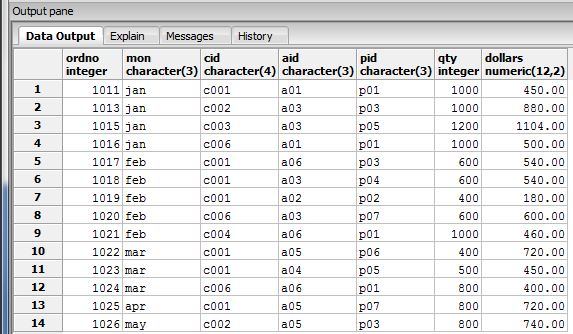 Output pane
Data Output Explain Messages History
ordno mon cid aid pid qty dollars
integer character(3) character(4) character(3) character(3) integer numeric(12,2)
1 1011 jan c001 a01 p01 1000 450.00
2 1013 jan c002 a03 p03 1000 880.00
3 1015 jan c003 a03 p05 1200 1104.00
4 1016 jan c006 a01 p01 1000 500.00
5 1017 feb c001 a06 p03 600 540.00
6 1018 feb c001 a03 p04 600 540.00
7 1019 feb c001 a02 p02 400 180.00
8 1020 feb c006 a03 p07 600 600.00
9 1021 feb c004 a06 p01 1000 460.00
10 1022 mar c001 a05 p06 400 720.00
11 1023 mar c001 a04 p05 500 450.00
12 1024 mar c006 a06 p01 800 400.00
13 1025 apr c001 a05 p07 800 720.00
14 1026 may c002 a05 p03 800 740.00